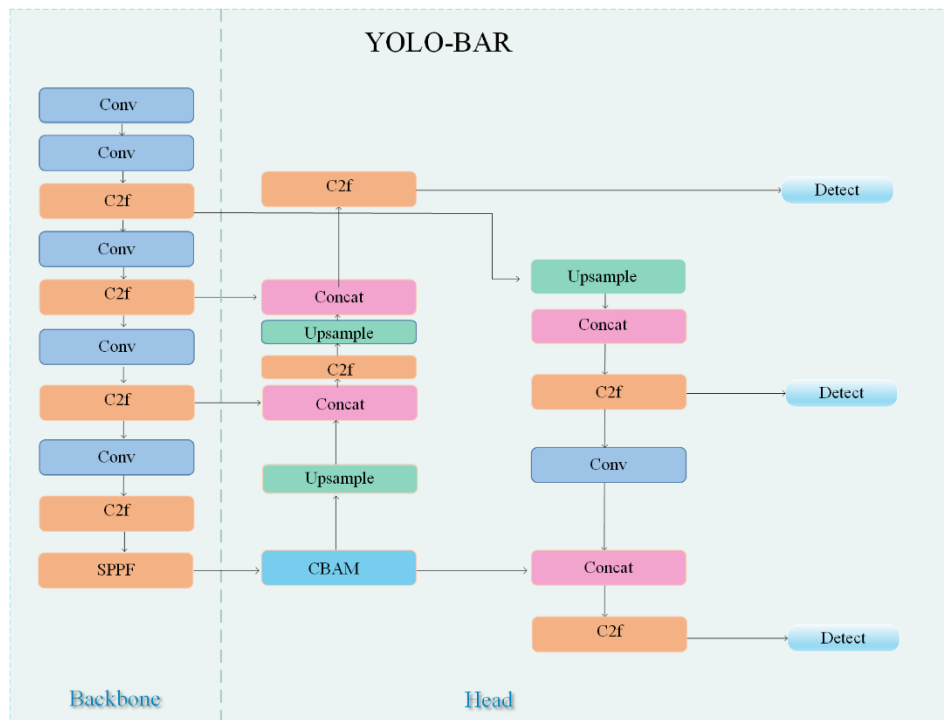 YOLO-BAR
Conv
Conv
C2f
Conv
C2f
Conv
C2f
Conv
C2f
SPPF
C2f
Concat
Upsample
C2f
Concat
Upsample
CBAM
Upsample
Concat
C2f
Conv
Concat
C2f
Detect
Detect
Detect
Backbone
Head